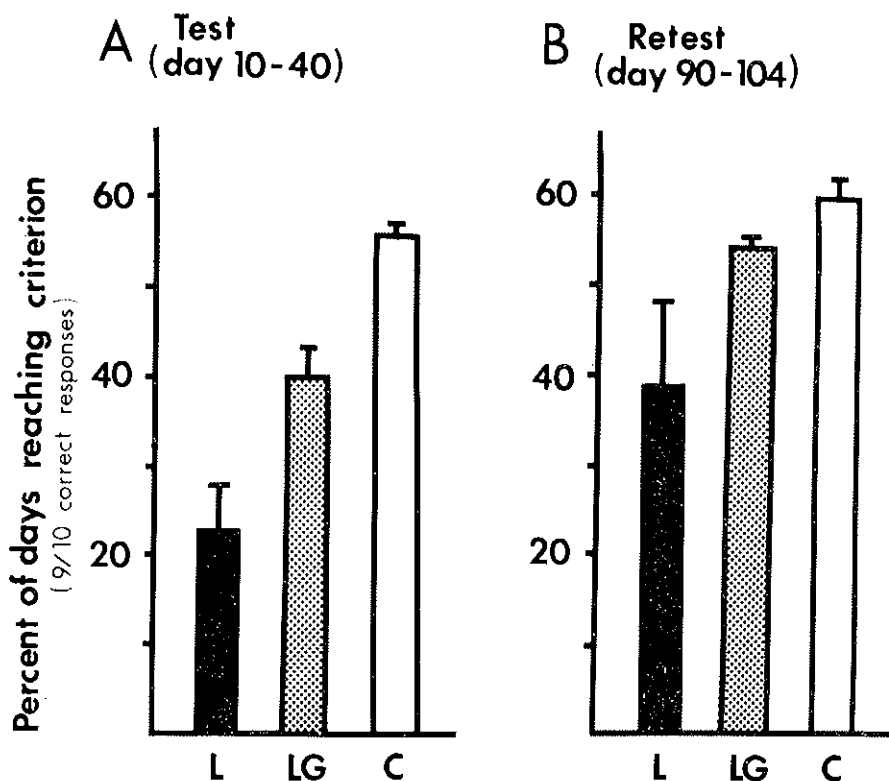 A Test
(day 10-40)
B Retest
(day 90-104)
Percent of days reaching criterion
(9/10 correct responses)
60
40
20
L LG C
60
40
20
L LG C